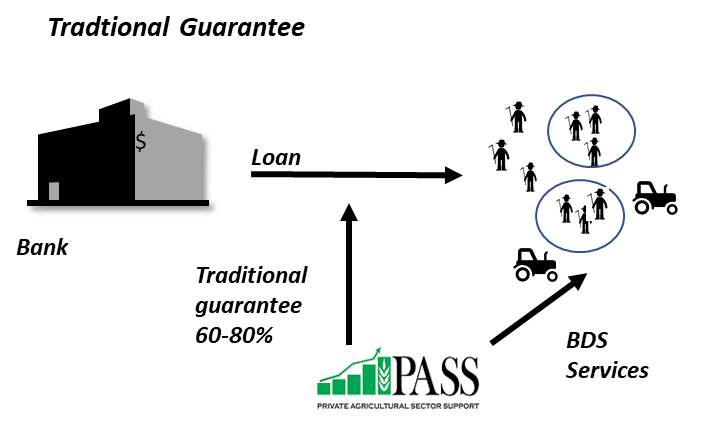 Tradtional Guarantee
$
Loan
Bank
Traditional
guarantee
60-80%
BDS
Services
PASS
PRIVATE AGRICULTURAL SECTOR SUPPORT